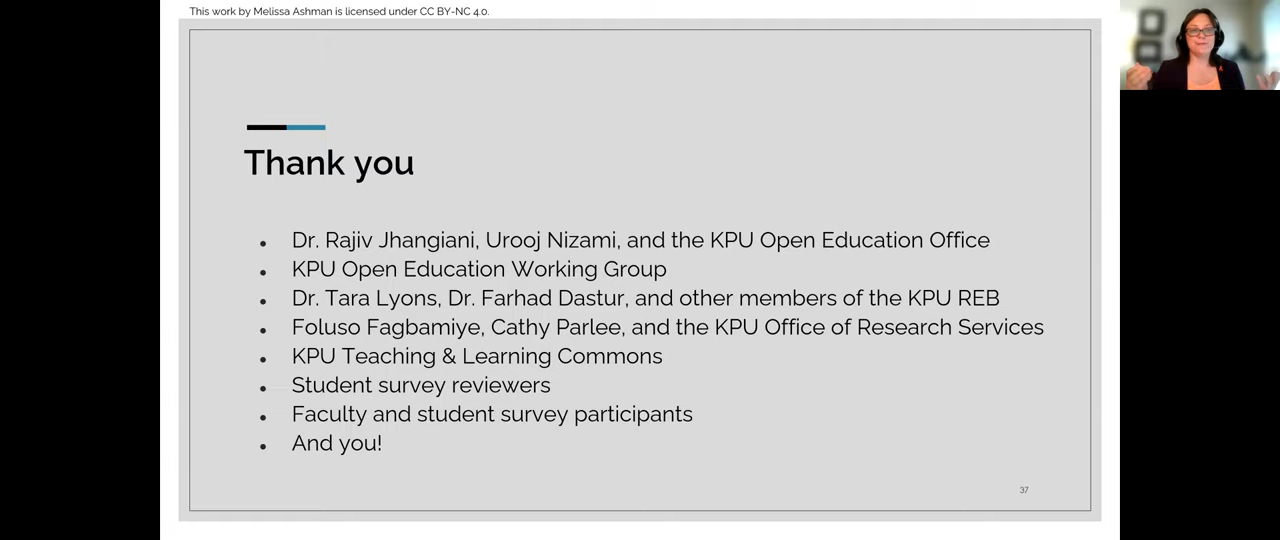 This work by Melissa Ashman is licensed under CC BY-NC 4.0.
Thank you
• Dr. Rajiv Jhangiani, Urooj Nizami, and the KPU Open Education Office
• KPU Open Education Working Group
• Dr. Tara Lyons, Dr. Farhad Dastur, and other members of the KPU REB
• Foluso Fagbamiye, Cathy Parlee, and the KPU Office of Research Services
• KPU Teaching & Learning Commons
• Student survey reviewers
• Faculty and student survey participants
• And you!
37